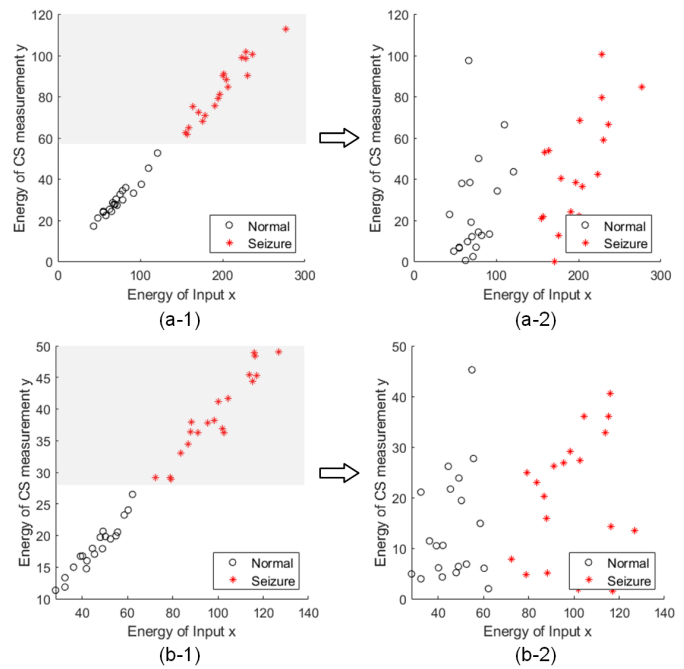 Energy of CS measurement y
120
100
80
60
40
20
0
0
100
200
300
Energy of Input x
Normal
Seizure
(a-1)
Energy of CS measurement y
120
100
80
60
40
20
0
0
100
200
300
Energy of Input x
Normal
Seizure
(a-2)
Energy of CS measurement y
50
45
40
35
30
25
20
15
10
40
60
80
100
120
140
Energy of Input x
Normal
Seizure
(b-1)
Energy of CS measurement y
50
40
30
20
10
0
40
60
80
100
120
140
Energy of Input x
Normal
Seizure
(b-2)